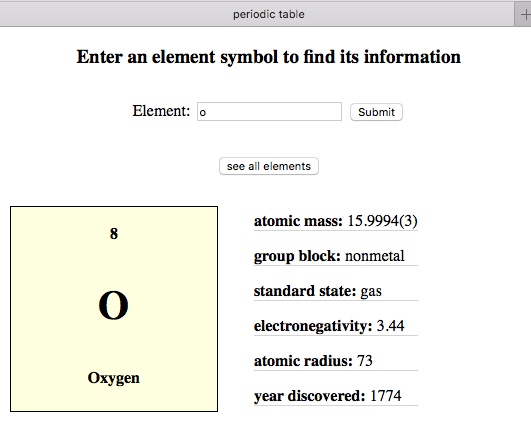 periodic table
+
Enter an element symbol to find its information
Element: o Submit
see all elements
8
O
Oxygen
atomic mass: 15.9994(3)
group block: nonmetal
standard state: gas
electronegativity: 3.44
atomic radius: 73
year discovered: 1774